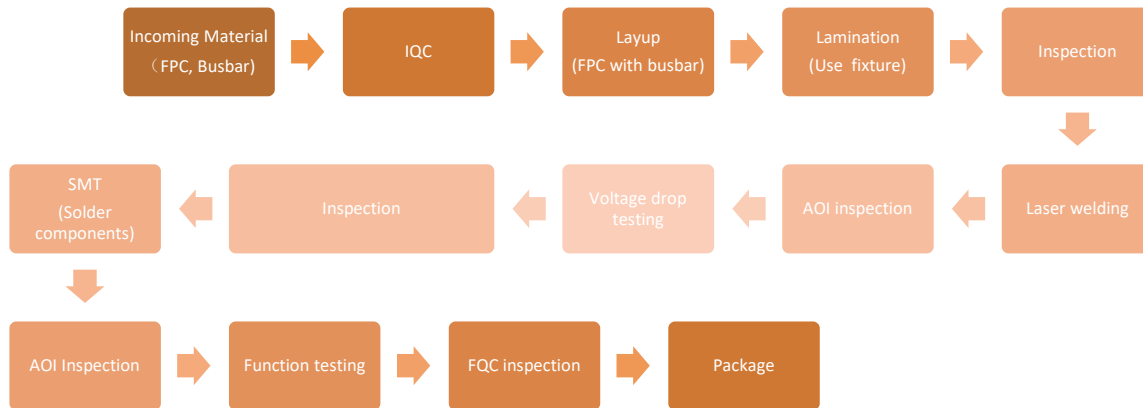 Incoming Material
（FPC, Busbar)
IQC
Layup
(FPC with busbar)
Lamination
(Use fixture)
Inspection
Laser welding
AOI inspection
Voltage drop
testing
Inspection
SMT
(Solder
components)
AOI Inspection
Function testing
FQC inspection
Package